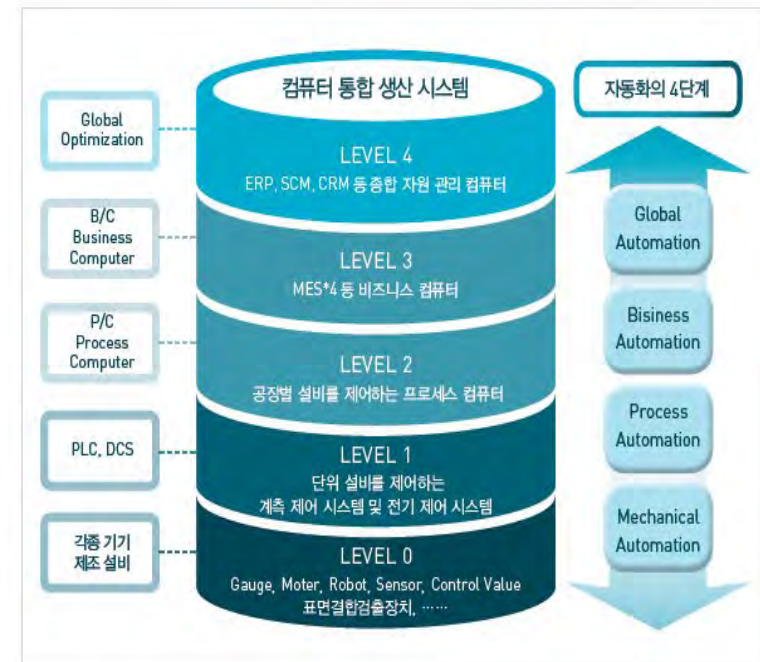 컴퓨터 통합 생산 시스템
자동화의 4단계
Global
Optimization
LEVEL 4
ERP, SCM, CRM 등 종합 자원 관리 컴퓨터
Global
Automation
B/C
Business
Computer
LEVEL 3
MES*4 등 비즈니스 컴퓨터
Bisiness
Automation
P/C
Process
Computer
LEVEL 2
공장별 설비를 제어하는 프로세스 컴퓨터
Process
Automation
PLC, DCS
LEVEL 1
단위 설비를 제어하는
계측 제어 시스템 및 전기 제어 시스템
Mechanical
Automation
각종 기기
제조 설비
LEVEL 0
Gauge, Moter, Robot, Sensor, Control Value
표면결합검출장치, ……